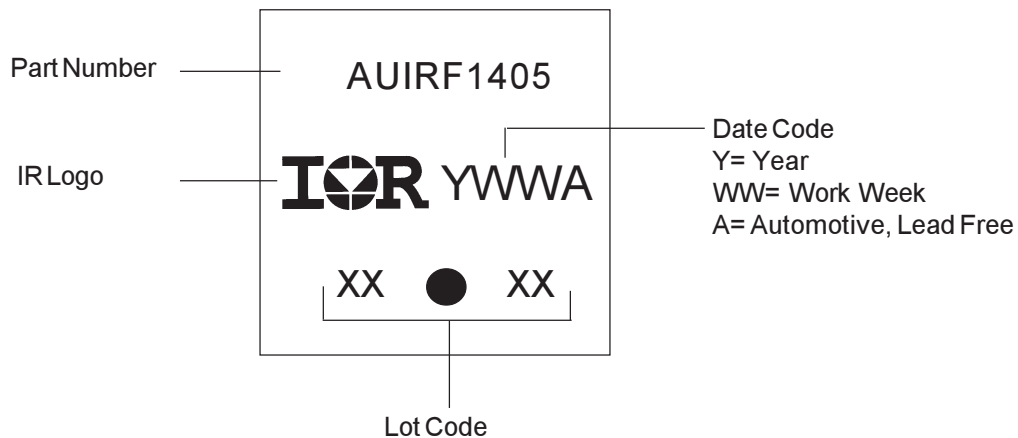 Part Number
AUIRF1405
IR Logo
IOR YWWA
Date Code
Y= Year
WW= Work Week
A= Automotive, Lead Free
XX XX
Lot Code